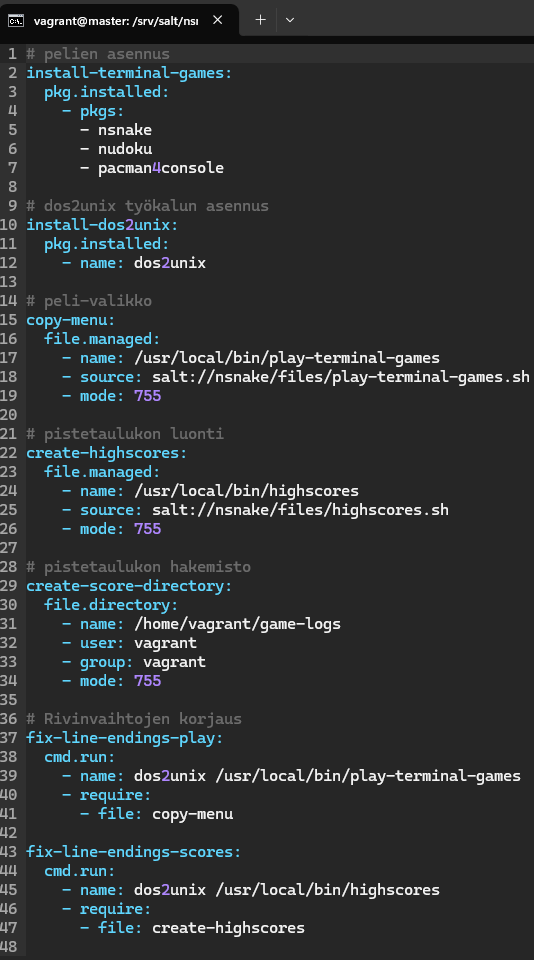 vagrant@master: /srv/salt/nsn
1 # pelien asennus
2 install-terminal-games:
3   pkg.installed:
4     - pkgs:
5       - nsnake
6       - nudoku
7       - pacman4console
8
9 # dos2unix työkalun asennus
10 install-dos2unix:
11   pkg.installed:
12     - name: dos2unix
13
14 # peli-valikko
15 copy-menu:
16   file.managed:
17     - name: /usr/local/bin/play-terminal-games
18     - source: salt://nsnake/files/play-terminal-games.sh
19     - mode: 755
20
21 # pistetaulukon luonti
22 create-highscores:
23   file.managed:
24     - name: /usr/local/bin/highscores
25     - source: salt://nsnake/files/highscores.sh
26     - mode: 755
27
28 # pistetaulukon hakemisto
29 create-score-directory:
30   file.directory:
31     - name: /home/vagrant/game-logs
32     - user: vagrant
33     - group: vagrant
34     - mode: 755
35
36 # Rivinvaihtojen korjaus
37 fix-line-endings-play:
38   cmd.run:
39     - name: dos2unix /usr/local/bin/play-terminal-games
40     - require:
41       - file: copy-menu
42
43 fix-line-endings-scores:
44   cmd.run:
45     - name: dos2unix /usr/local/bin/highscores
46     - require:
47       - file: create-highscores
48